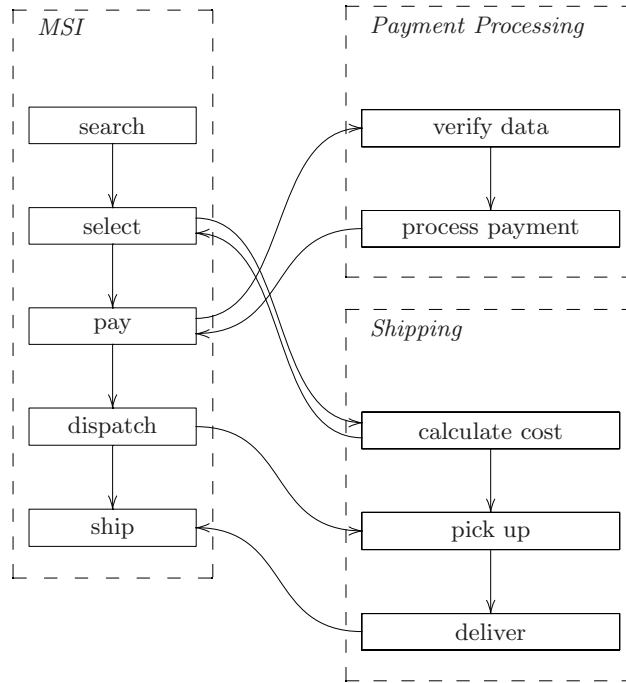 MSI
search
select
pay
dispatch
ship
Payment Processing
verify data
process payment
Shipping
calculate cost
pick up
deliver